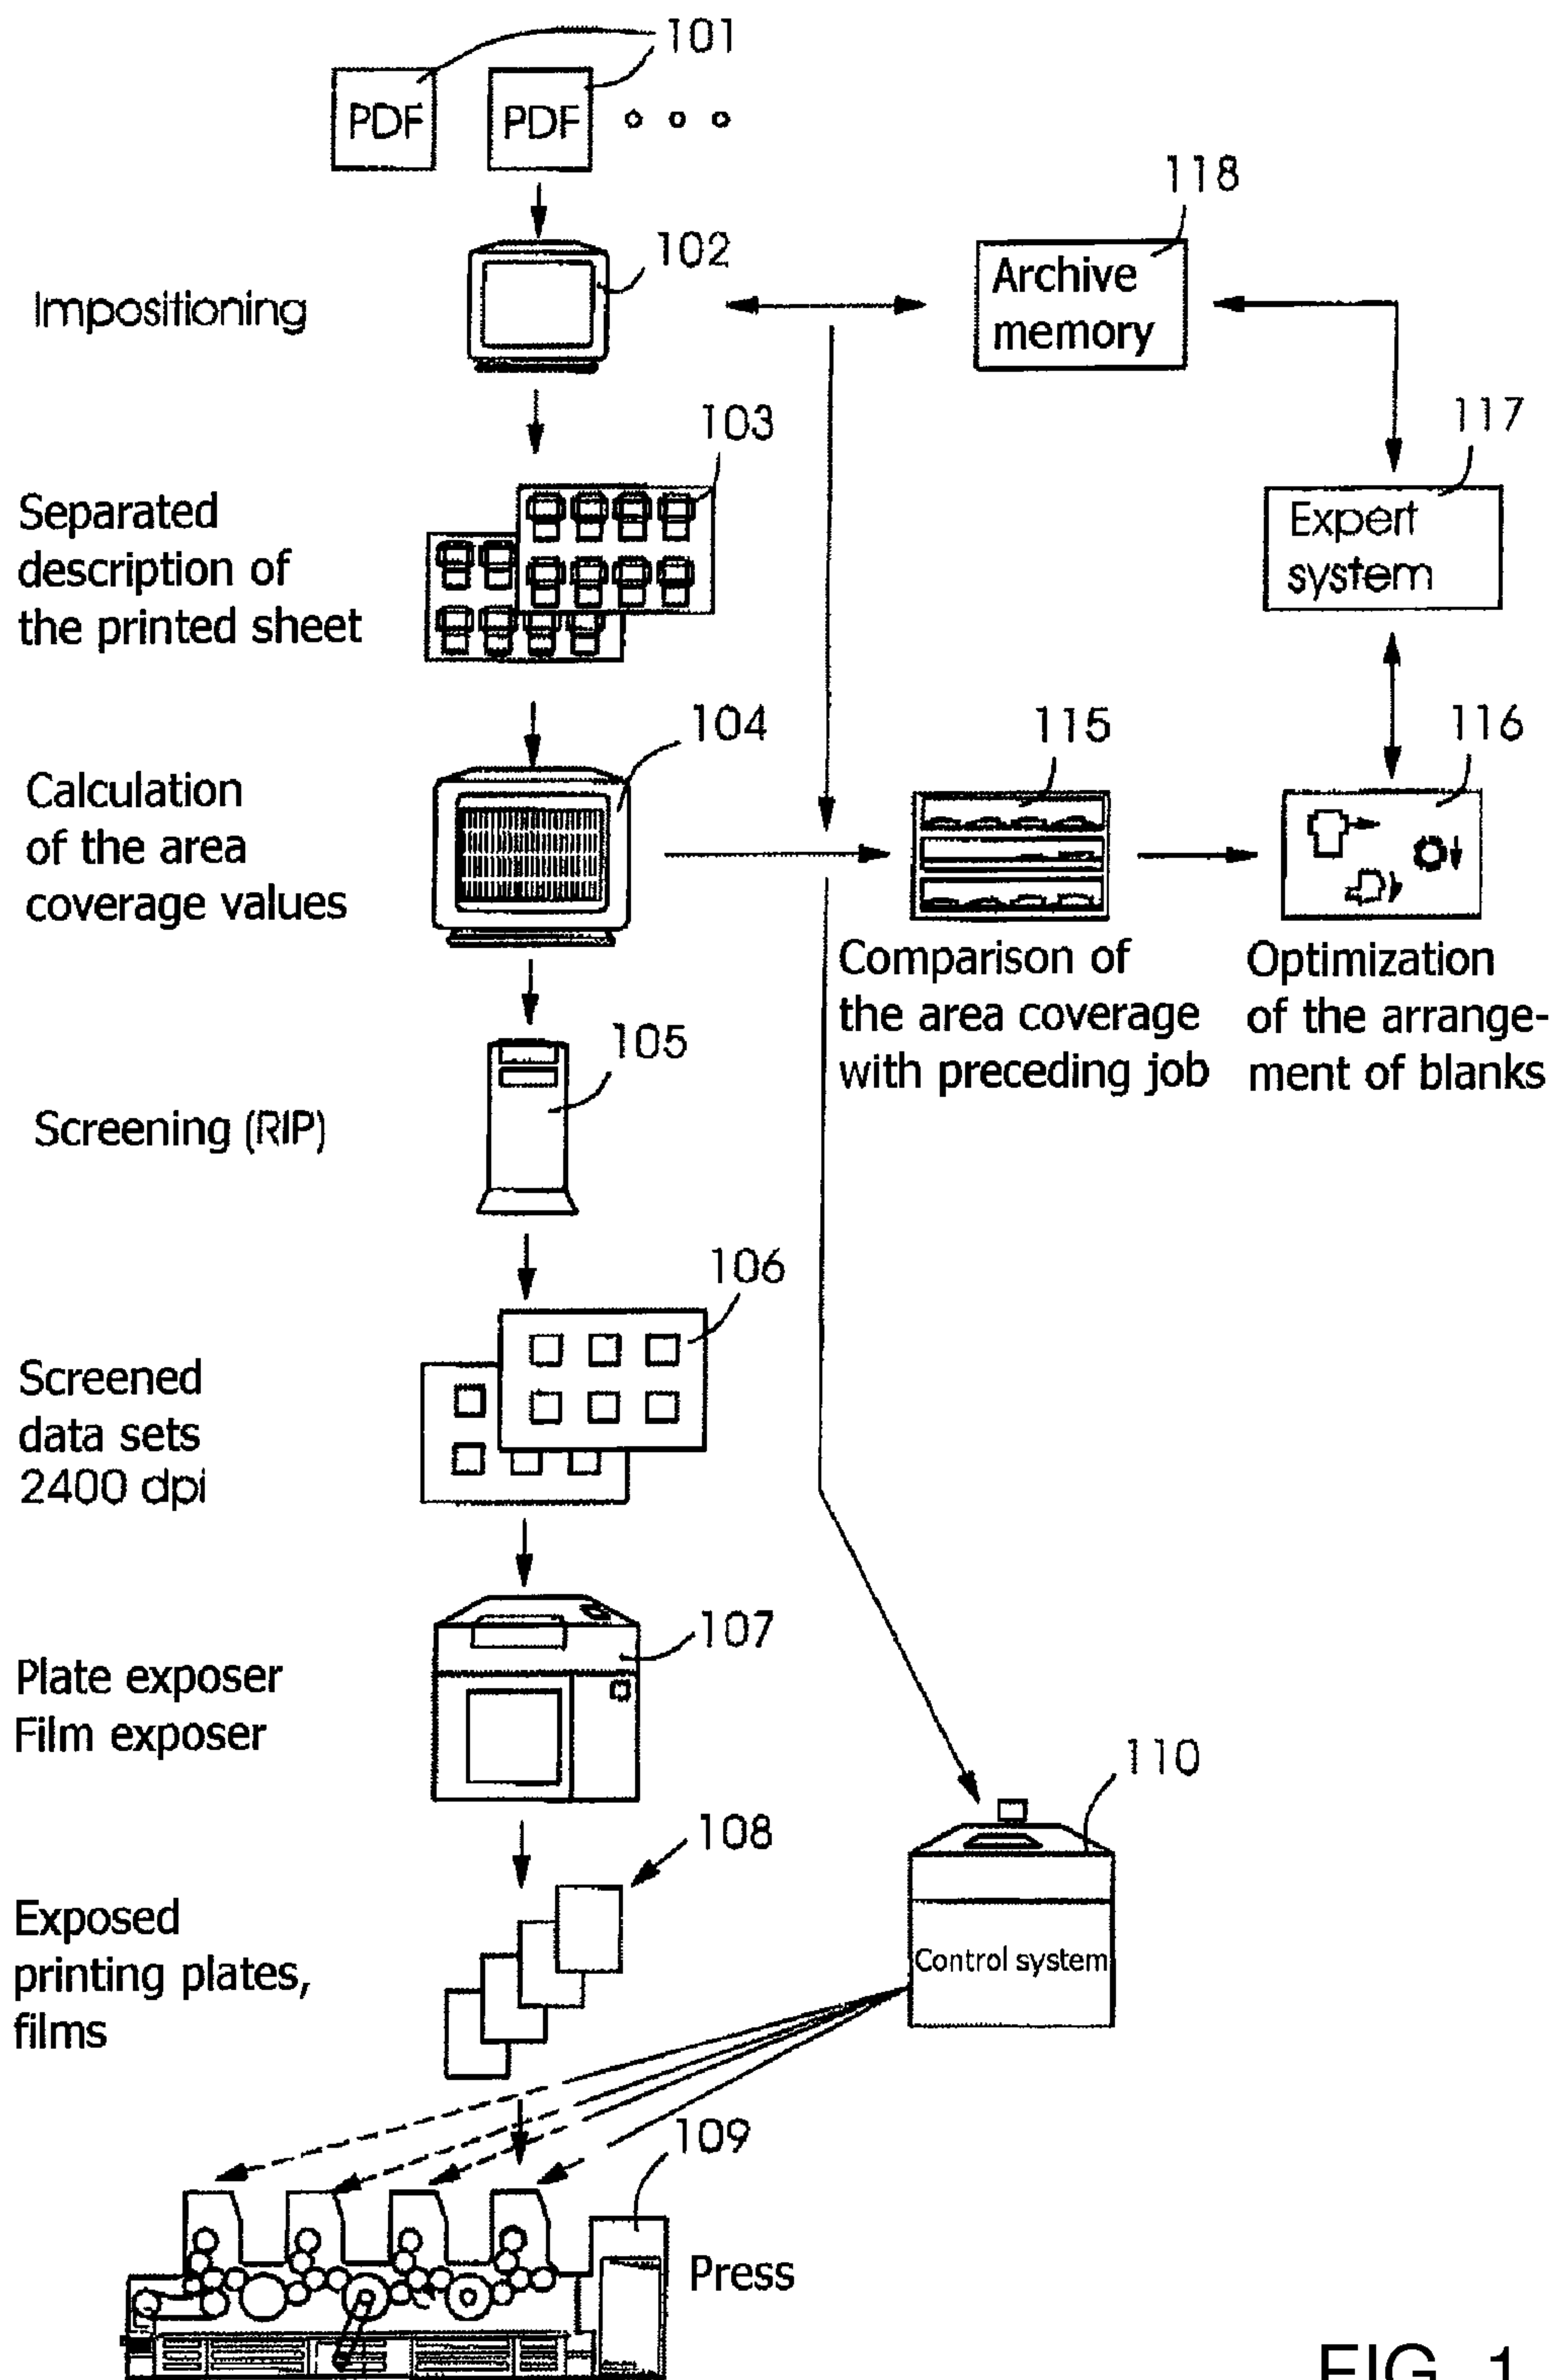 101
PDF
PDF
118
102
Impositioning
Archive
memory
103
117
Separated
description of
the printed sheet
Expert
system
104
115
116
Calculation
of the area
coverage values
Comparison of
the area coverage
with preceding job
Optimization
of the arrange-
ment of blanks
105
Screening (RIP)
106
Screened
data sets
2400 dpi
107
Plate exposer
Film exposer
110
108
Exposed
printing plates,
films
Control system
109
Press
FIG. 1